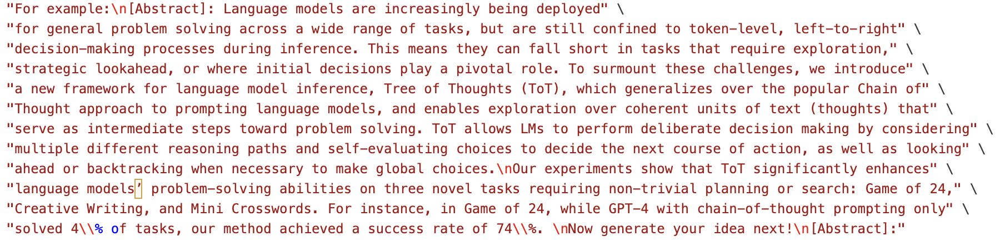 "For example:\n[Abstract]: Language models are increasingly being deployed" \
"for general problem solving across a wide range of tasks, but are still confined to token-level, left-to-right" \
"decision-making processes during inference. This means they can fall short in tasks that require exploration," \
"strategic lookahead, or where initial decisions play a pivotal role. To surmount these challenges, we introduce" \
"a new framework for language model inference, Tree of Thoughts (ToT), which generalizes over the popular Chain of" \
"Thought approach to prompting language models, and enables exploration over coherent units of text (thoughts) that" \
"serve as intermediate steps toward problem solving. ToT allows LMs to perform deliberate decision making by considering" \
"multiple different reasoning paths and self-evaluating choices to decide the next course of action, as well as looking" \
"ahead or backtracking when necessary to make global choices.\nOur experiments show that ToT significantly enhances" \
"language models’ problem-solving abilities on three novel tasks requiring non-trivial planning or search: Game of 24," \
"Creative Writing, and Mini Crosswords. For instance, in Game of 24, while GPT-4 with chain-of-thought prompting only" \
"solved 4\\% of tasks, our method achieved a success rate of 74\\%. \nNow generate your idea next!\n[Abstract]:"